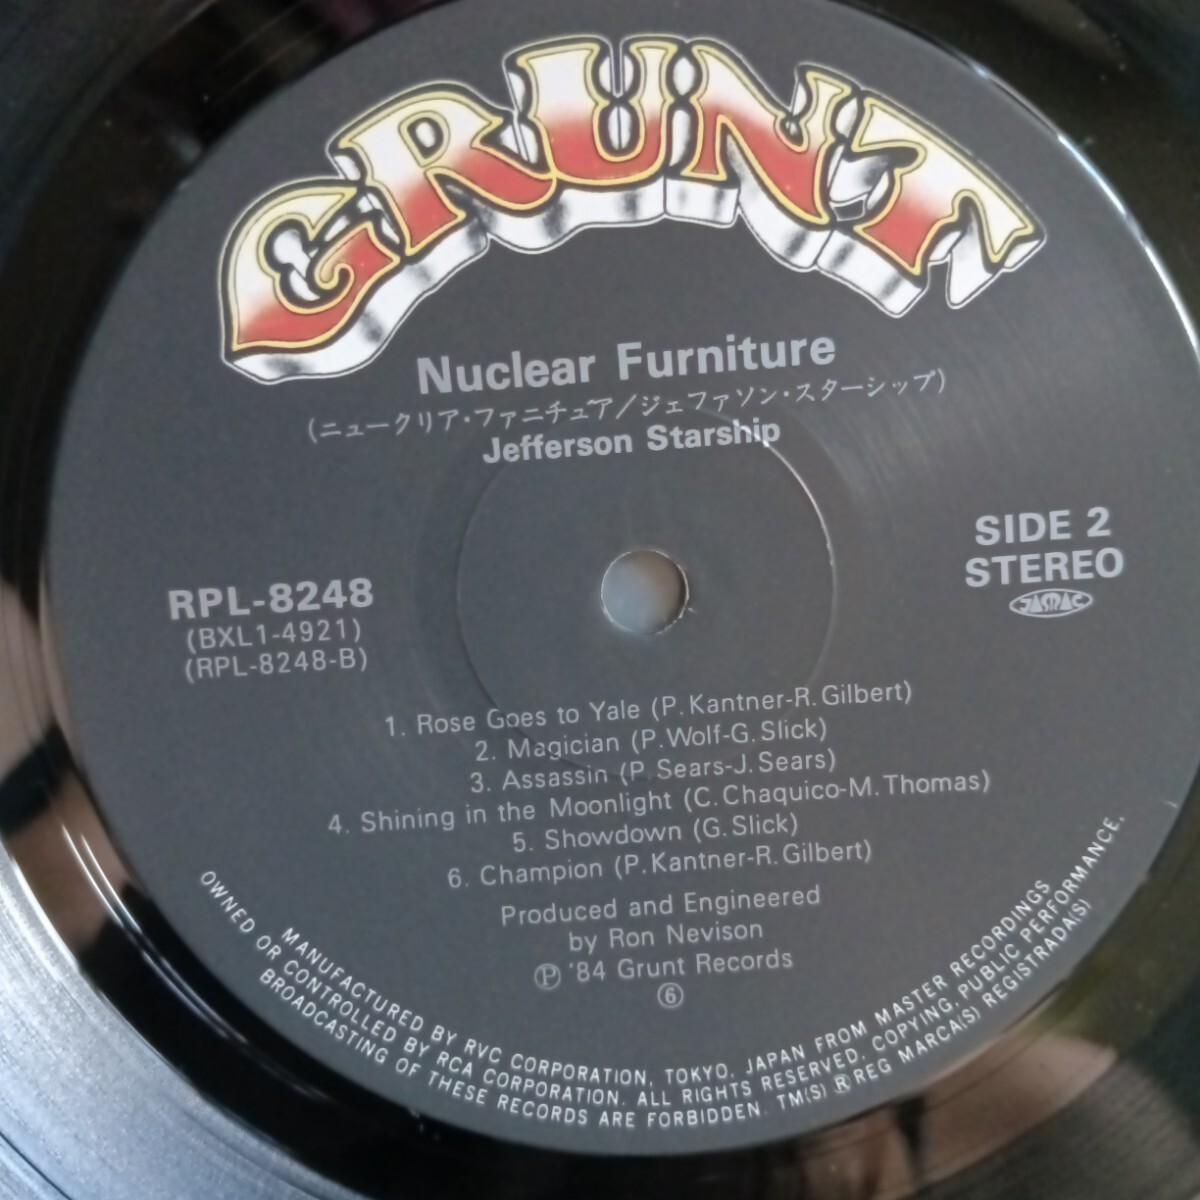 GRUNT
Nuclear Furniture
(ニュークリア・ファニチュア/ジェファソン・スターシップ)
Jefferson Starship
SIDE 2
STEREO
JASRAC
RPL-8248
(BXL1-4921)
(RPL-8248-B)
1. Rose Goes to Yale (P. Kantner-R. Gilbert)
2. Magician (P. Wolf-G. Slick)
3. Assassin (P. Sears-J. Sears)
4. Shining in the Moonlight (C. Chaquico-M. Thomas)
5. Showdown (G. Slick)
6. Champion (P. Kantner-R. Gilbert)
Produced and Engineered
by Ron Nevison
Ⓟ '84 Grunt Records
⑥
MANUFACTURED BY RVC CORPORATION, TOKYO, JAPAN FROM MASTER RECORDINGS
OWNED OR CONTROLLED BY RCA CORPORATION. ALL RIGHTS RESERVED. COPYING, PUBLIC PERFORMANCE,
BROADCASTING OF THESE RECORDS ARE FORBIDDEN. TM(S) ® REG MARCA(S) REGISTRADA(S)